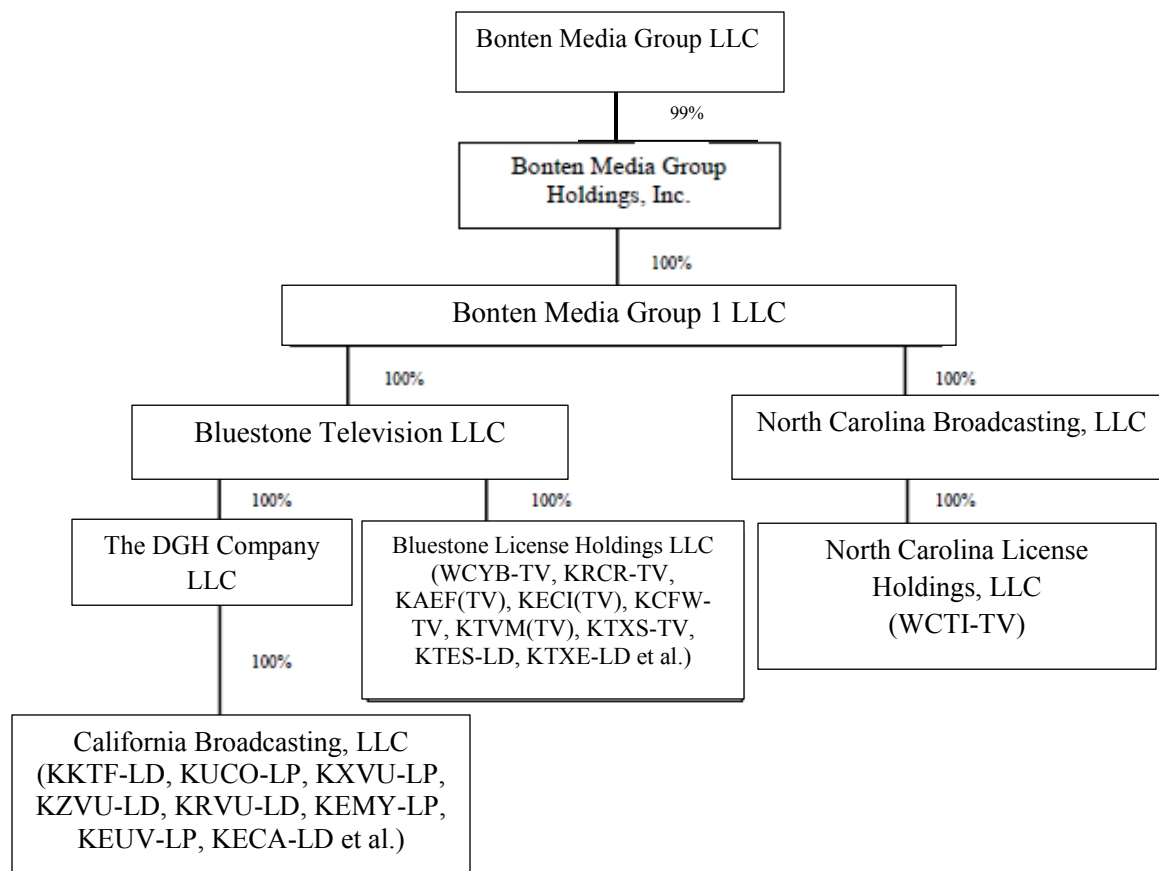 Bonten Media Group LLC
99%
Bonten Media Group
Holdings, Inc.
100%
Bonten Media Group 1 LLC
100%
100%
Bluestone Television LLC
North Carolina Broadcasting, LLC
100%
100%
100%
The DGH Company
LLC
Bluestone License Holdings LLC
(WCYB-TV, KRCR-TV,
KAEF(TV), KECI(TV), KCFW-
TV, KTVM(TV), KTXS-TV,
KTES-LD, KTXE-LD et al.)
North Carolina License
Holdings, LLC
(WCTI-TV)
100%
California Broadcasting, LLC
(KKTF-LD, KUCO-LP, KXVU-LP,
KZVU-LD, KRVU-LD, KEMY-LP,
KEUV-LP, KECA-LD et al.)